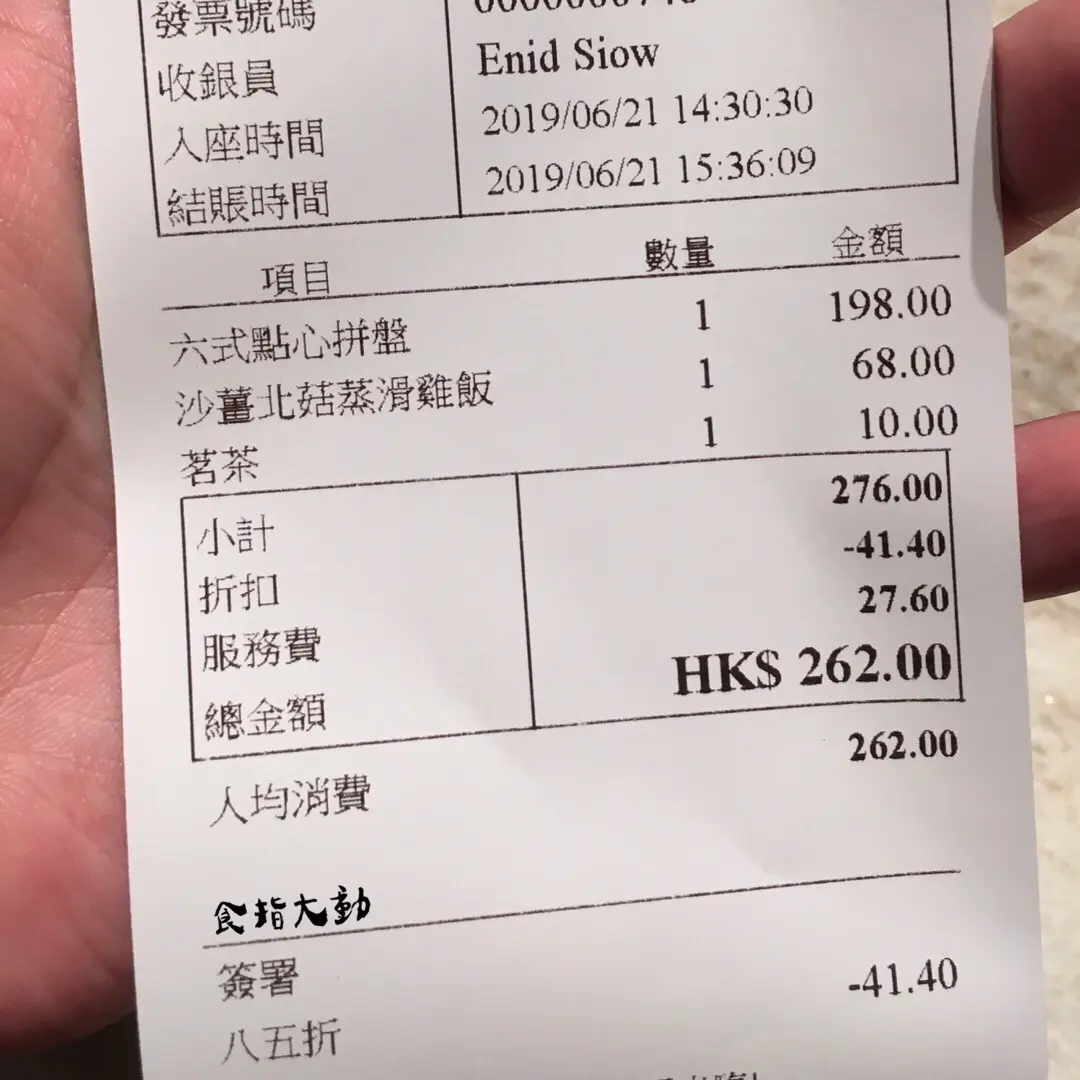 發票號碼
收銀員 Enid Siow
入座時間 2019/06/21 14:30:30
結賬時間 2019/06/21 15:36:09
項目 數量 金額
六式點心拼盤 1 198.00
沙薑北菇蒸滑雞飯 1 68.00
茗茶 1 10.00
小計 276.00
折扣 -41.40
服務費 27.60
總金額 HK$ 262.00
人均消費 262.00
食指大動
簽署
八五折 -41.40